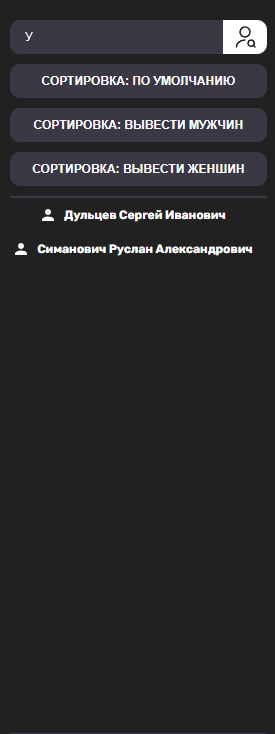 У
СОРТИРОВКА: ПО УМОЛЧАНИЮ
СОРТИРОВКА: ВЫВЕСТИ МУЖЧИН
СОРТИРОВКА: ВЫВЕСТИ ЖЕНШИН
Дульцев Сергей Иванович
Симанович Руслан Александрович